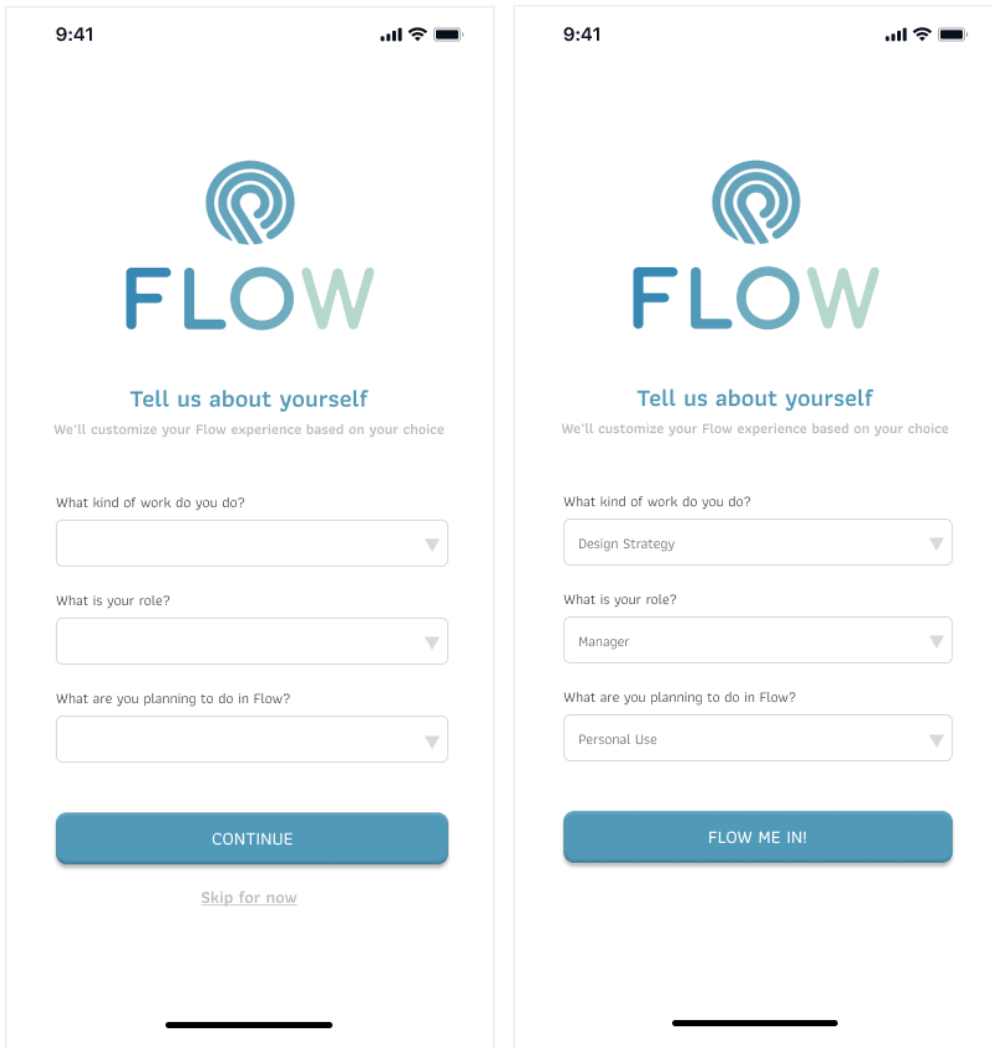 9:41
FLOW
Tell us about yourself
We'll customize your Flow experience based on your choice
What kind of work do you do?
What is your role?
What are you planning to do in Flow?
CONTINUE
Skip for now
9:41
FLOW
Tell us about yourself
We'll customize your Flow experience based on your choice
What kind of work do you do?
Design Strategy
What is your role?
Manager
What are you planning to do in Flow?
Personal Use
FLOW ME IN!